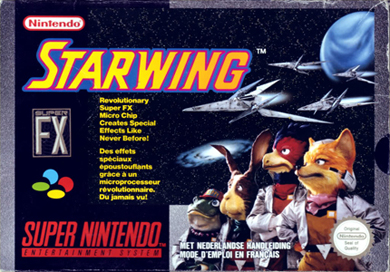 Nintendo
STARWING™
Revolutionary
Super FX
Micro Chip
Creates Special
Effects Like
Never Before!
SUPER
FX
Des effets
spéciaux
époustouflants
grâce à un
microprocesseur
révolutionnaire.
Du jamais vu!
SUPER NINTENDO
ENTERTAINMENT SYSTEM
MET NEDERLANDSE HANDLEIDING
MODE D'EMPLOI EN FRANÇAIS
Original
Nintendo
Seal of
Quality